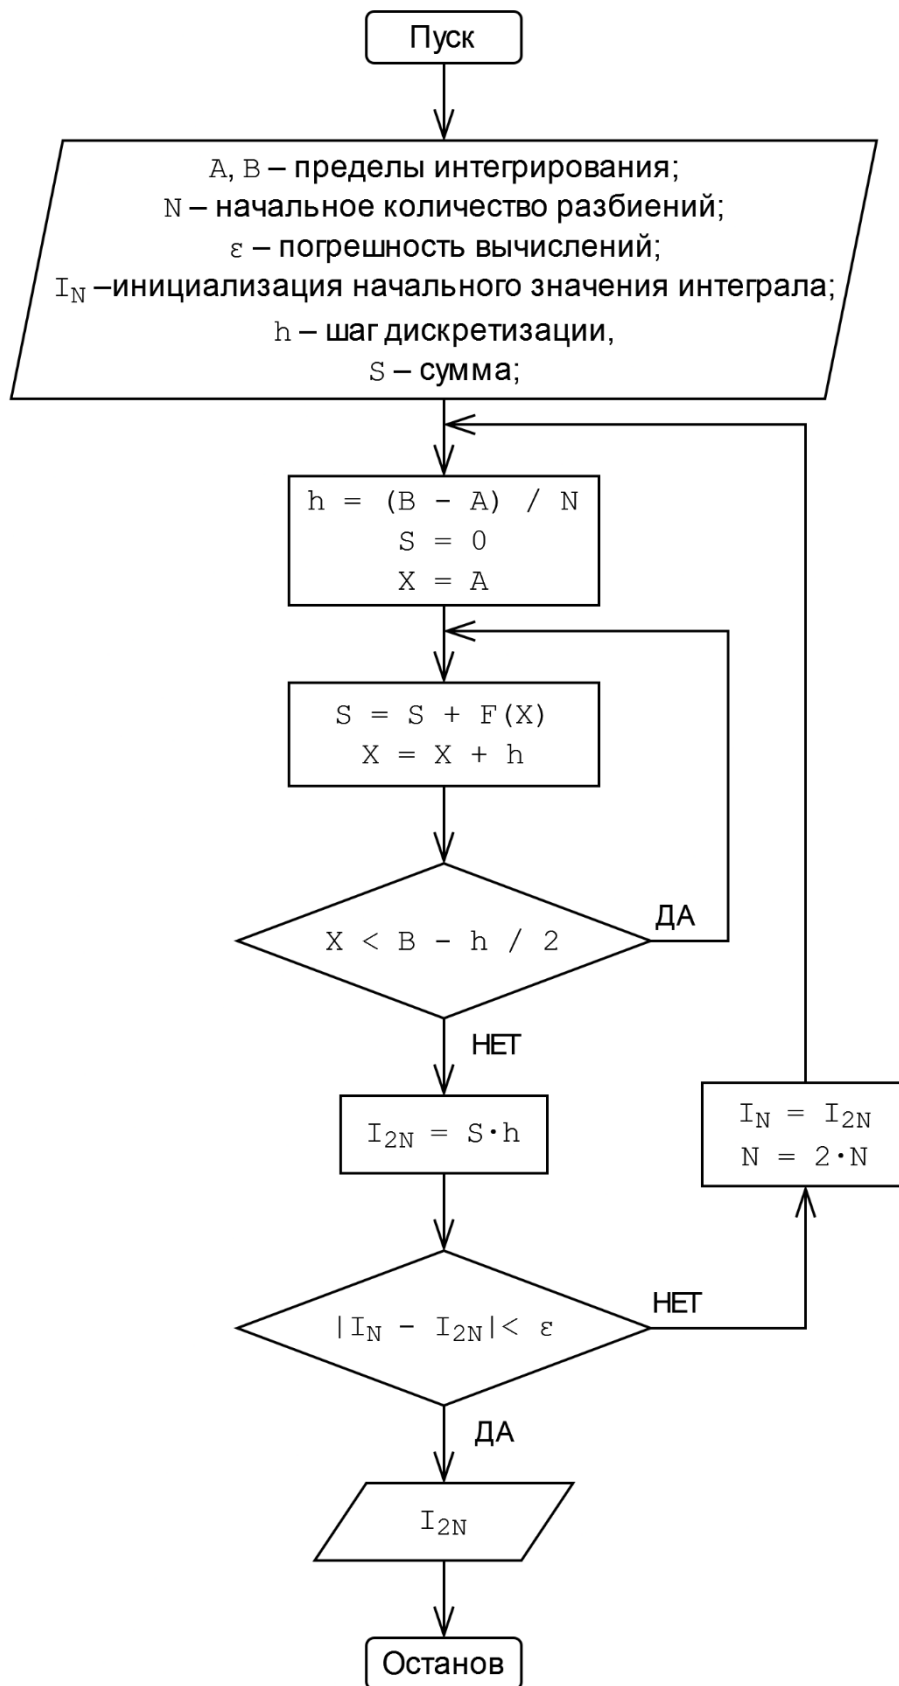 Пуск
A, B – пределы интегрирования;
N – начальное количество разбиений;
ε – погрешность вычислений;
I_N –инициализация начального значения интеграла;
h – шаг дискретизации,
S – сумма;
h = (B - A) / N
S = 0
X = A
S = S + F(X)
X = X + h
X < B - h / 2
ДА
НЕТ
I_2N = S·h
I_N = I_2N
N = 2·N
|I_N - I_2N|< ε
НЕТ
ДА
I_2N
Останов